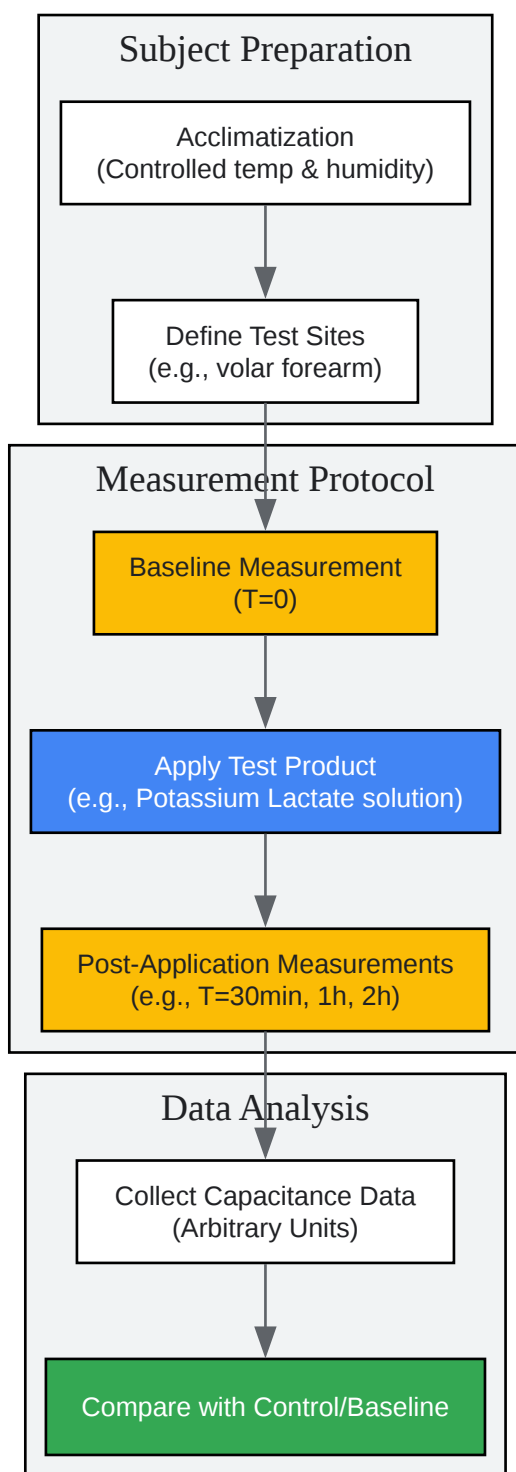 Subject Preparation
Acclimatization
(Controlled temp & humidity)
Define Test Sites
(e.g., volar forearm)
Measurement Protocol
Baseline Measurement
(T=0)
Apply Test Product
(e.g., Potassium Lactate solution)
Post-Application Measurements
(e.g., T=30min, 1h, 2h)
Data Analysis
Collect Capacitance Data
(Arbitrary Units)
Compare with Control/Baseline